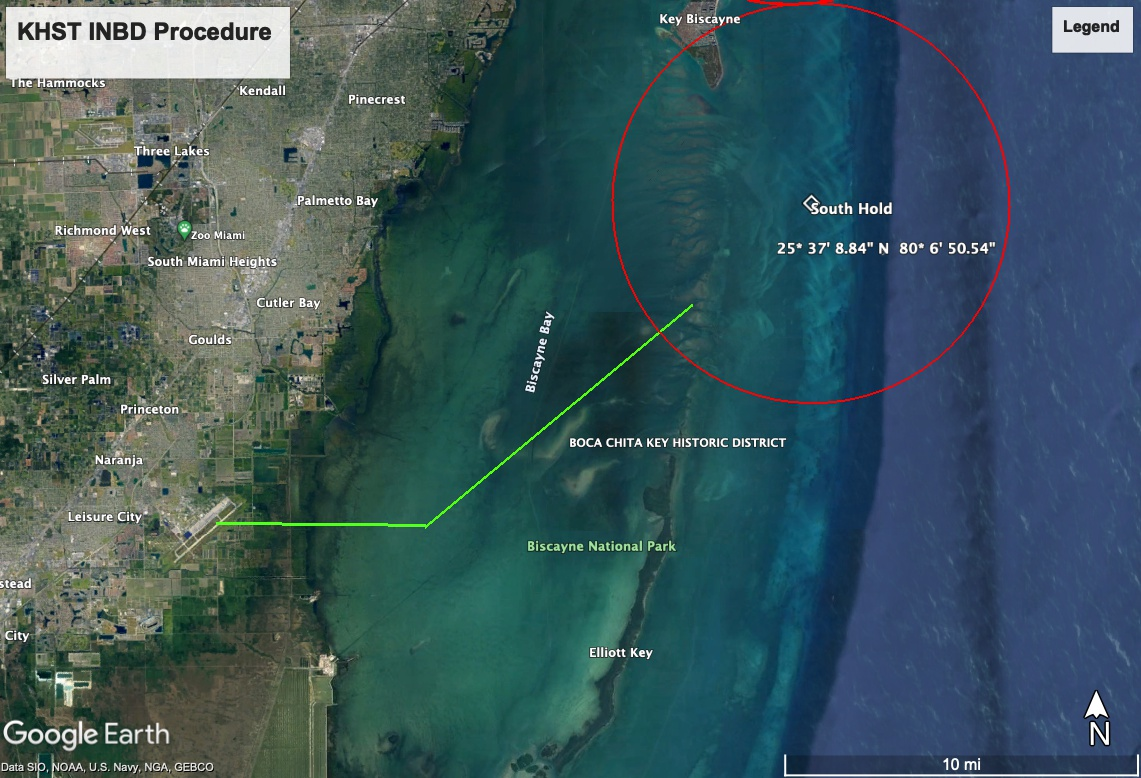 KHST INBD Procedure
Key Biscayne
Legend
The Hammocks
Kendall
Pinecrest
Three Lakes
Palmetto Bay
South Hold
Richmond West
Zoo Miami
25* 37' 8.84" N  80* 6' 50.54"
South Miami Heights
Cutler Bay
Goulds
Biscayne Bay
Silver Palm
Princeton
BOCA CHITA KEY HISTORIC DISTRICT
Naranja
Leisure City
Biscayne National Park
stead
City
Elliott Key
N
Google Earth
10 mi
Data SIO, NOAA, U.S. Navy, NGA, GEBCO